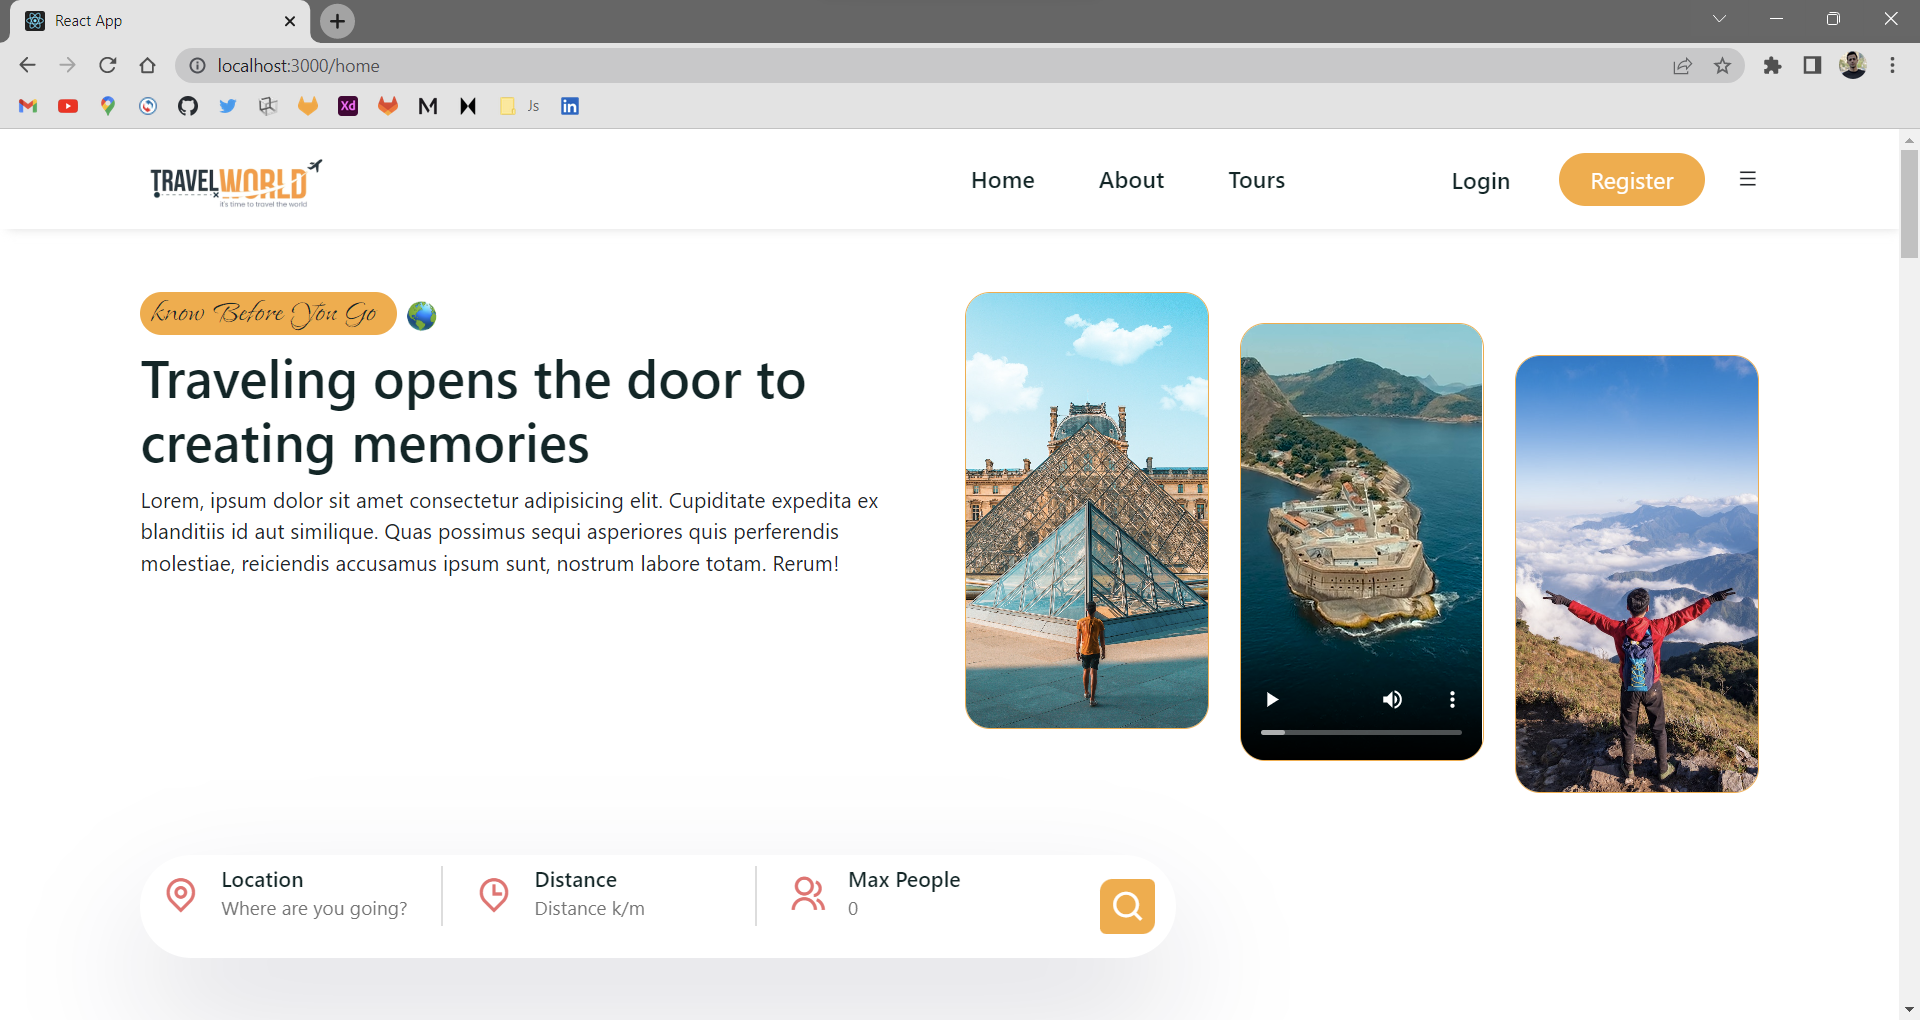 React App
localhost:3000/home
Xd
Js
in
TRAVELWORLD
it's time to travel the world
Home
About
Tours
Login
Register
know Before You Go
Traveling opens the door to
creating memories
Lorem, ipsum dolor sit amet consectetur adipisicing elit. Cupiditate expedita ex
blanditiis id aut similique. Quas possimus sequi asperiores quis perferendis
molestiae, reiciendis accusamus ipsum sunt, nostrum labore totam. Rerum!
Location
Where are you going?
Distance
Distance k/m
Max People
0